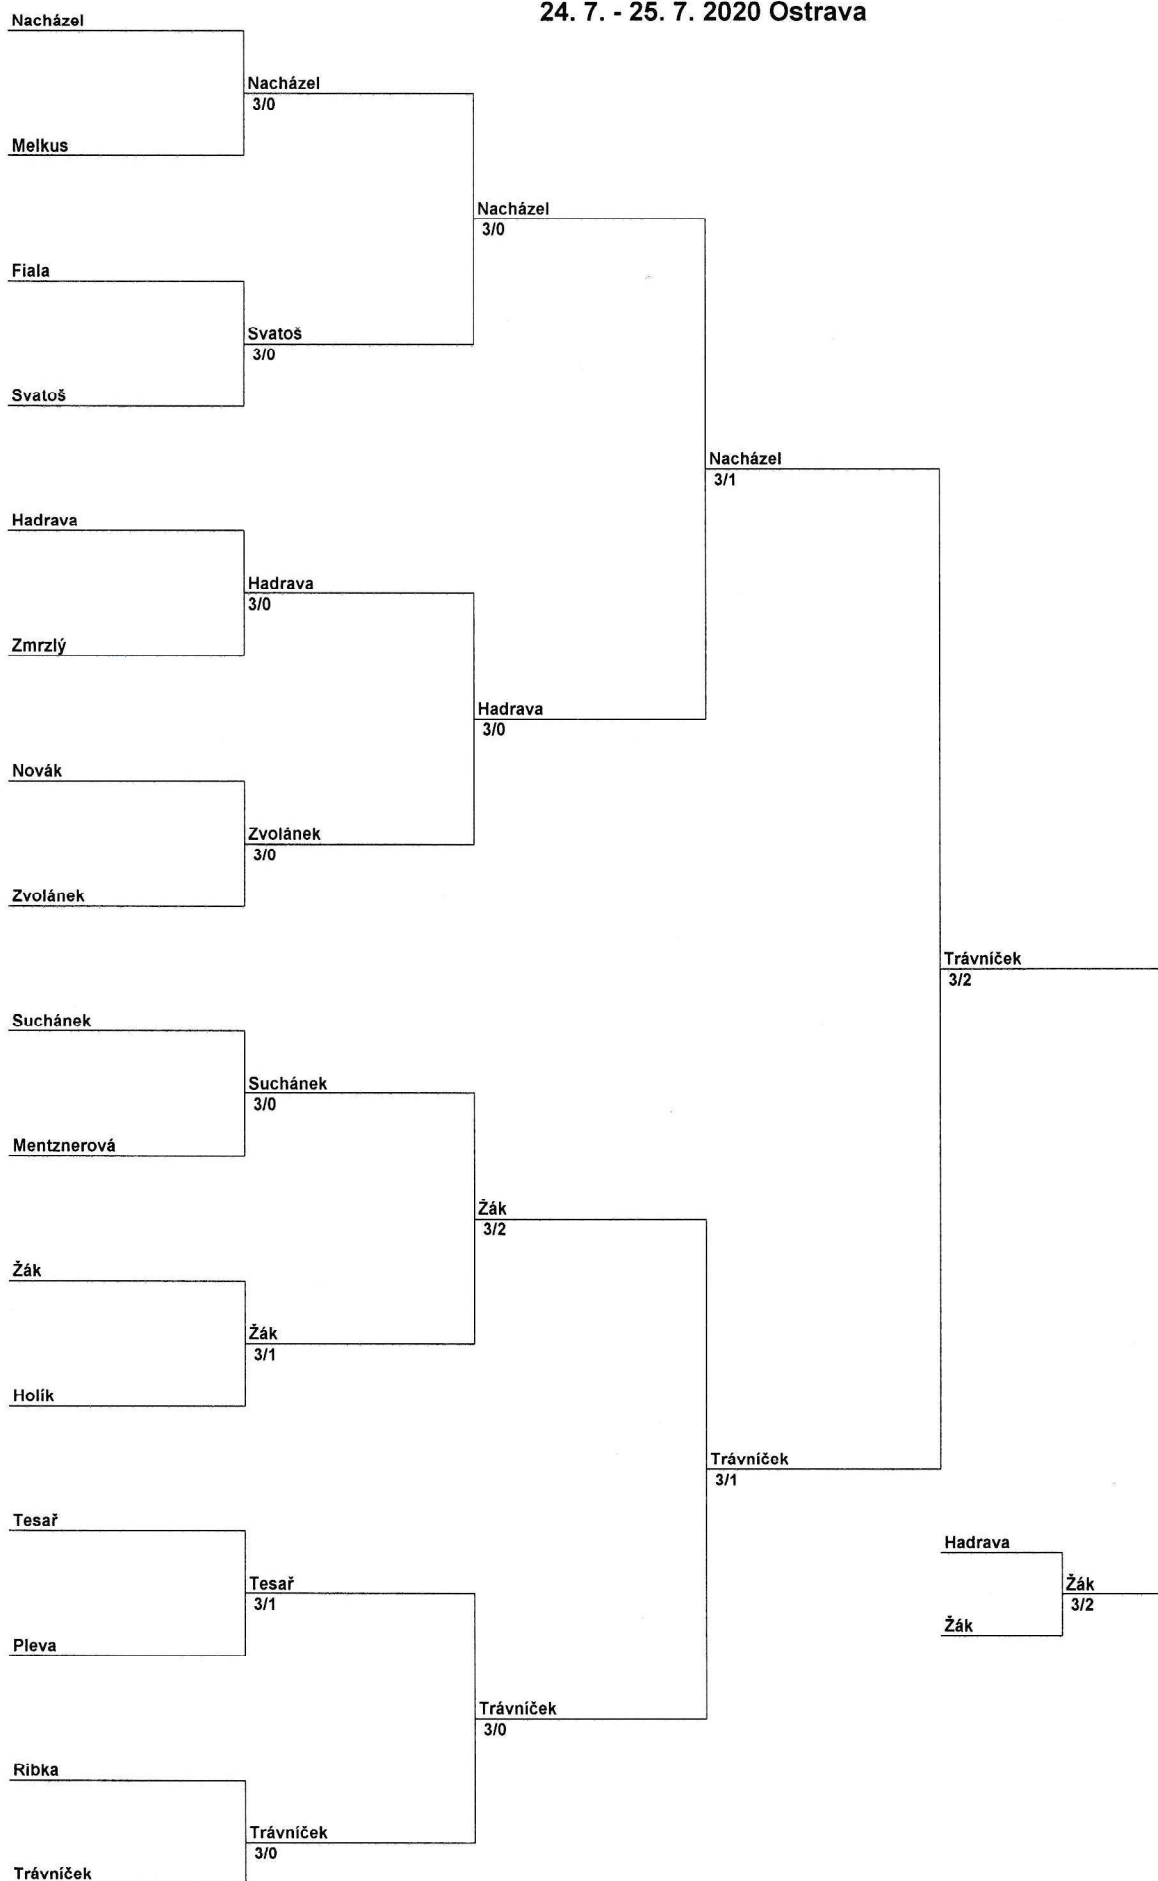 24. 7. - 25. 7. 2020 Ostrava
Nacházel
Nacházel
3/0
Melkus
Nacházel
3/0
Fiala
Svatoš
3/0
Svatoš
Nacházel
3/1
Hadrava
Hadrava
3/0
Zmrzlý
Hadrava
3/0
Novák
Zvolánek
3/0
Zvolánek
Trávníček
3/2
Suchánek
Suchánek
3/0
Mentznerová
Žák
3/2
Žák
Žák
3/1
Holík
Trávníček
3/1
Tesař
Hadrava
Tesař
3/1
Žák
3/2
Pleva
Žák
Trávníček
3/0
Ribka
Trávníček
3/0
Trávníček